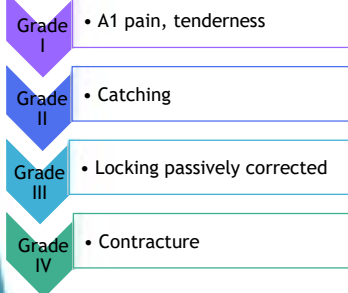 Grade
I
• A1 pain, tenderness
Grade
II
• Catching
Grade
III
• Locking passively corrected
Grade
IV
• Contracture